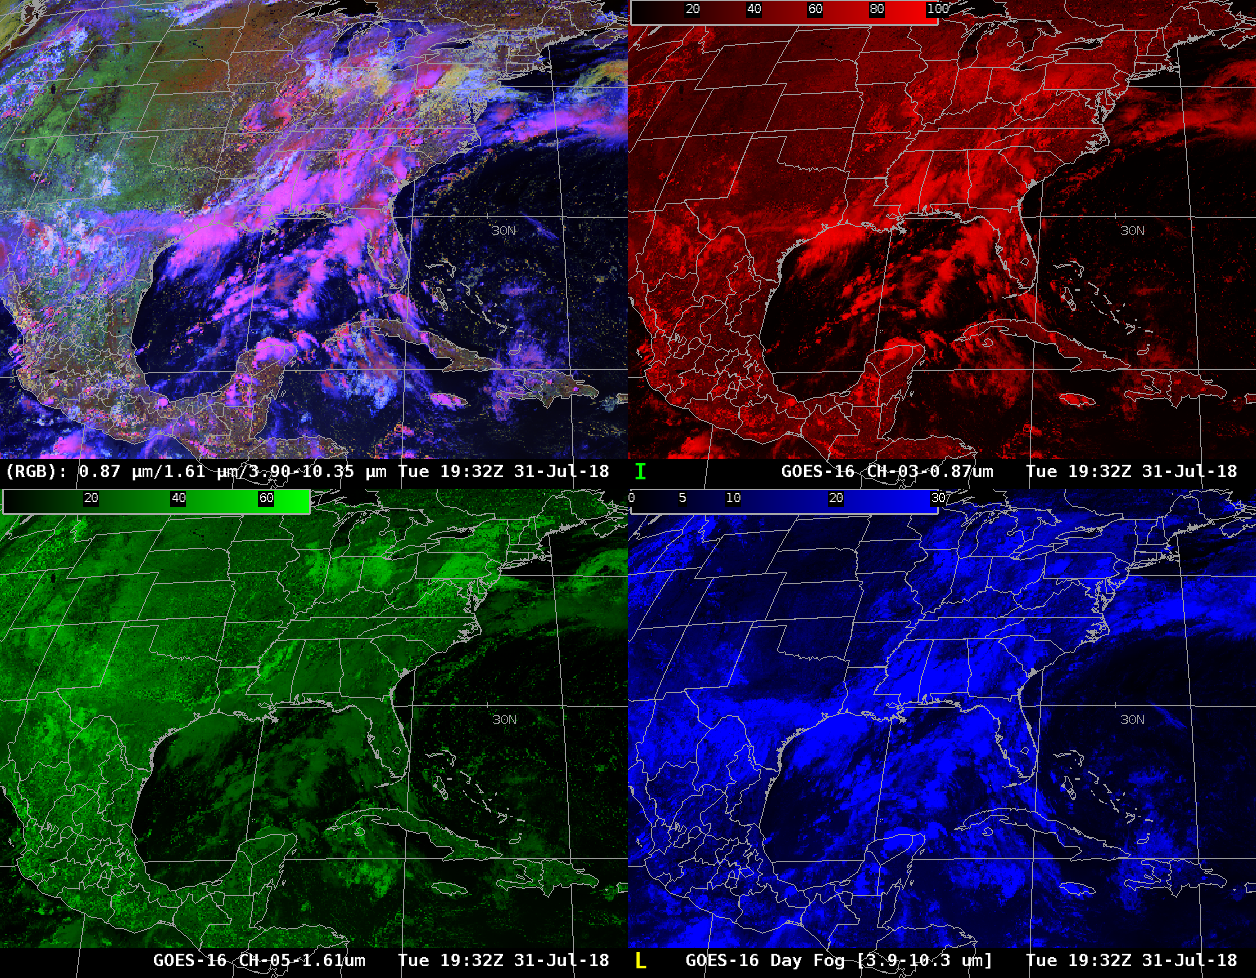 20 40 60 80 100
30N
30N
(RGB): 0.87 µm/1.61 µm/3.90-10.35 µm Tue 19:32Z 31-Jul-18
I GOES-16 CH-03-0.87um Tue 19:32Z 31-Jul-18
20 40 60
0 5 10 20 30
30N
30N
GOES-16 CH-05-1.61um Tue 19:32Z 31-Jul-18
L GOES-16 Day Fog [3.9-10.3 um] Tue 19:32Z 31-Jul-18